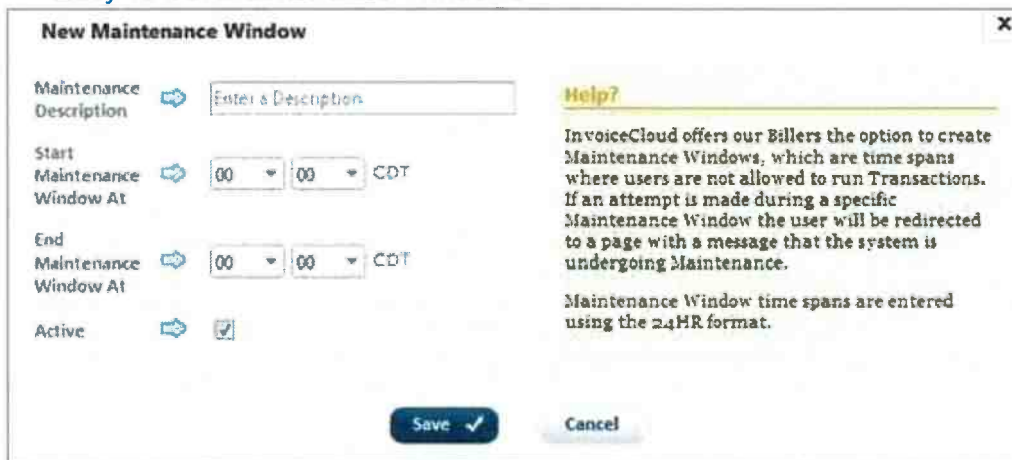 New Maintenance Window
x
Maintenance
Description
Enter a Description
Start
Maintenance
Window At
00 00 CDT
End
Maintenance
Window At
00 00 CDT
Active
Help?
InvoiceCloud offers our Billers the option to create
Maintenance Windows, which are time spans
where users are not allowed to run Transactions.
If an attempt is made during a specific
Maintenance Window the user will be redirected
to a page with a message that the system is
undergoing Maintenance.
Maintenance Window time spans are entered
using the 24HR format.
Save
Cancel